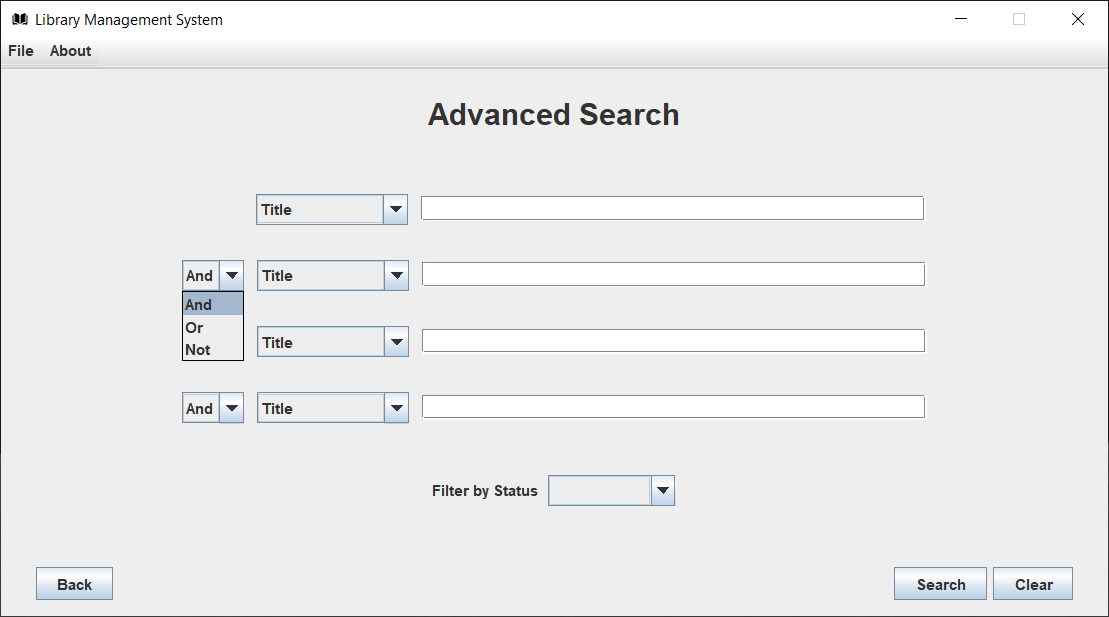 Library Management System
File About
Advanced Search
Title
And Title
And
Or
Not
Title
And Title
Filter by Status
Back Search Clear